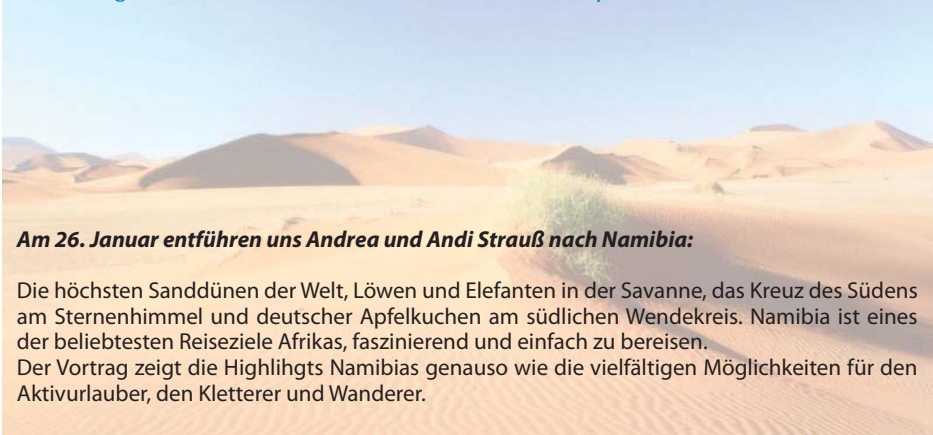 Am 26. Januar entführen uns Andrea und Andi Strauß nach Namibia:
Die höchsten Sanddünen der Welt, Löwen und Elefanten in der Savanne, das Kreuz des Südens
am Sternenhimmel und deutscher Apfelkuchen am südlichen Wendekreis. Namibia ist eines
der beliebtesten Reiseziele Afrikas, faszinierend und einfach zu bereisen.
Der Vortrag zeigt die Highlihgts Namibias genauso wie die vielfältigen Möglichkeiten für den
Aktivurlauber, den Kletterer und Wanderer.